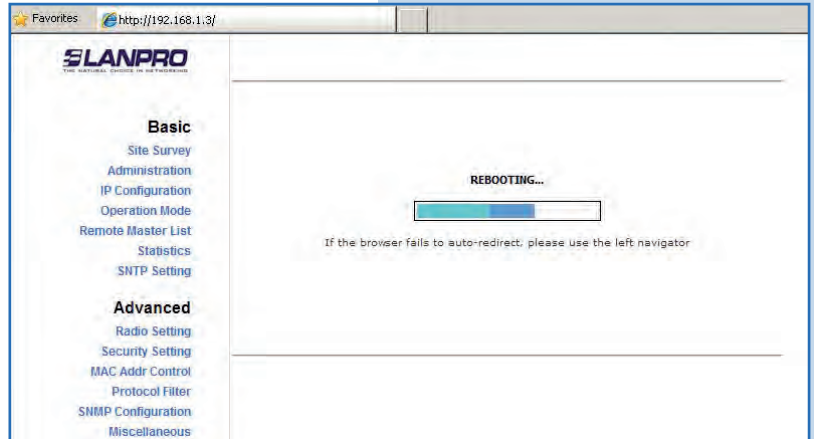 Favorites http://192.168.1.3/
LANPRO
THE NATURAL CHOICE IN NETWORKING
Basic
Site Survey
Administration
IP Configuration
Operation Mode
Remote Master List
Statistics
SNTP Setting
Advanced
Radio Setting
Security Setting
MAC Addr Control
Protocol Filter
SNMP Configuration
Miscellaneous
REBOOTING...
If the browser fails to auto-redirect, please use the left navigator